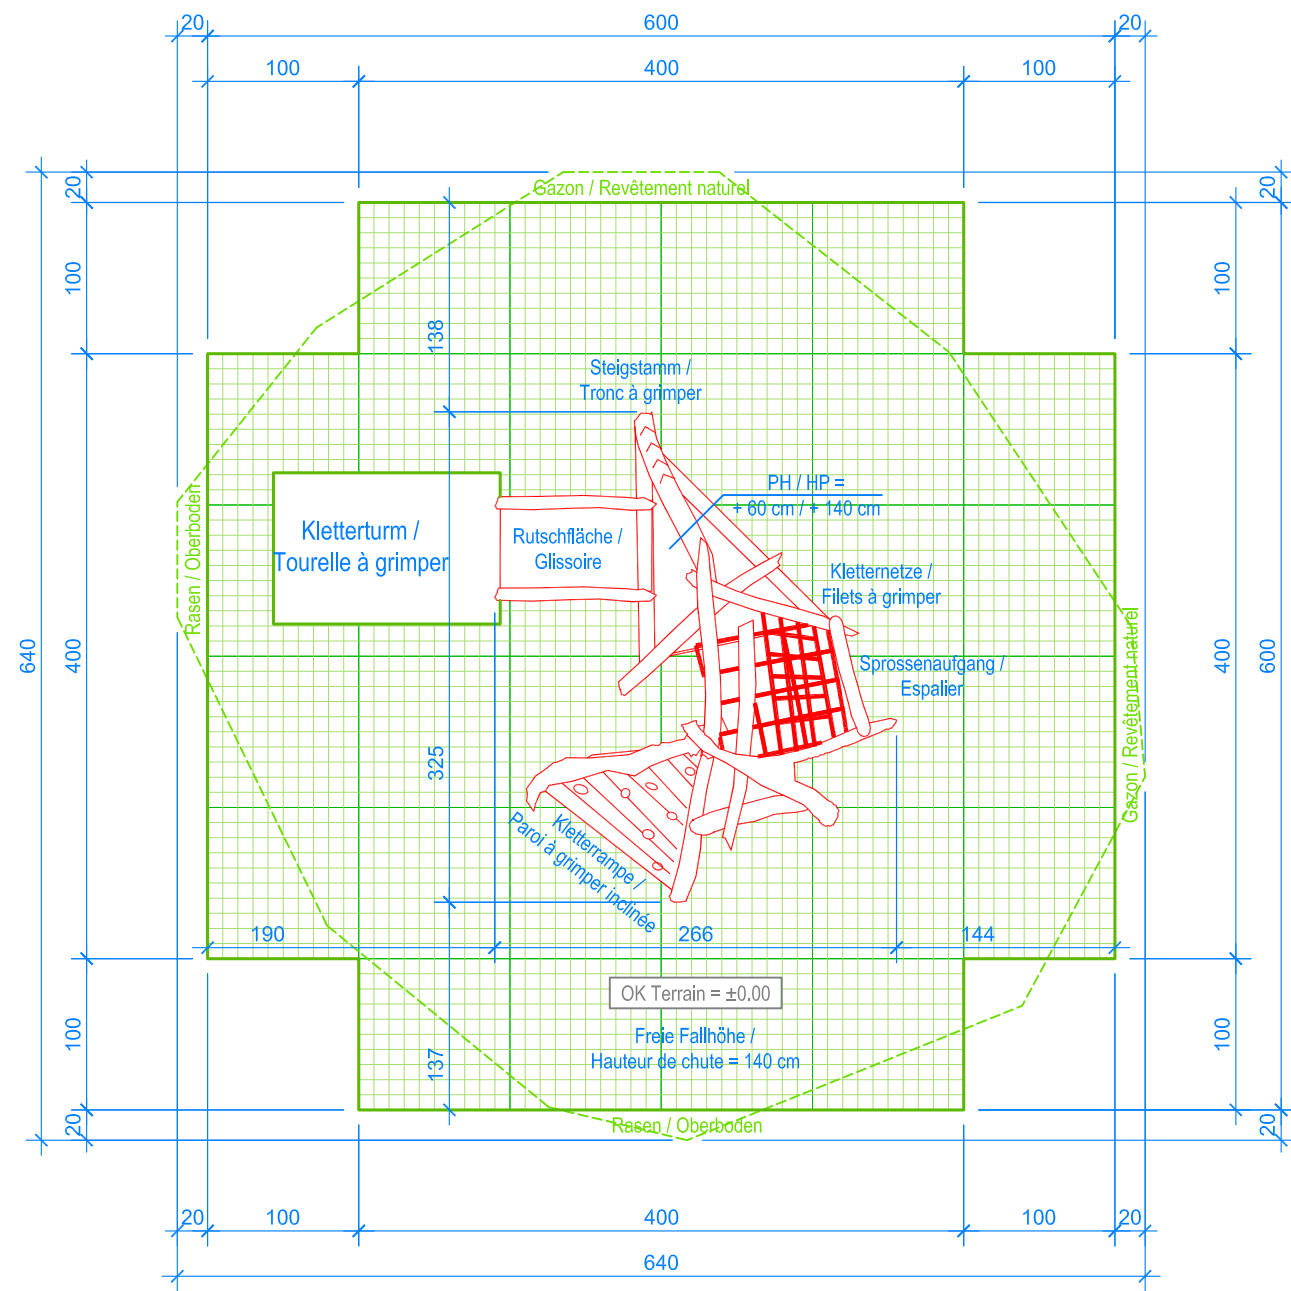 20
600
20
100
400
100
20
20
Gazon / Revêtement naturel
100
138
100
Steigstamm /
Tronc à grimper
PH / HP =
+ 60 cm / + 140 cm
Kletterturm /
Tourelle à grimper
Rutschfläche /
Glissoire
Rasen / Oberboden
Kletternetze /
Filets à grimper
640
400
Sprossenaufgang /
Espalier
Gazon / Revêtement naturel
400
600
325
Kletterrampe /
Paroi à grimper inclinée
190
266
144
OK Terrain = ±0.00
Freie Fallhöhe /
Hauteur de chute = 140 cm
100
137
100
20
Rasen / Oberboden
20
20
100
400
100
20
640